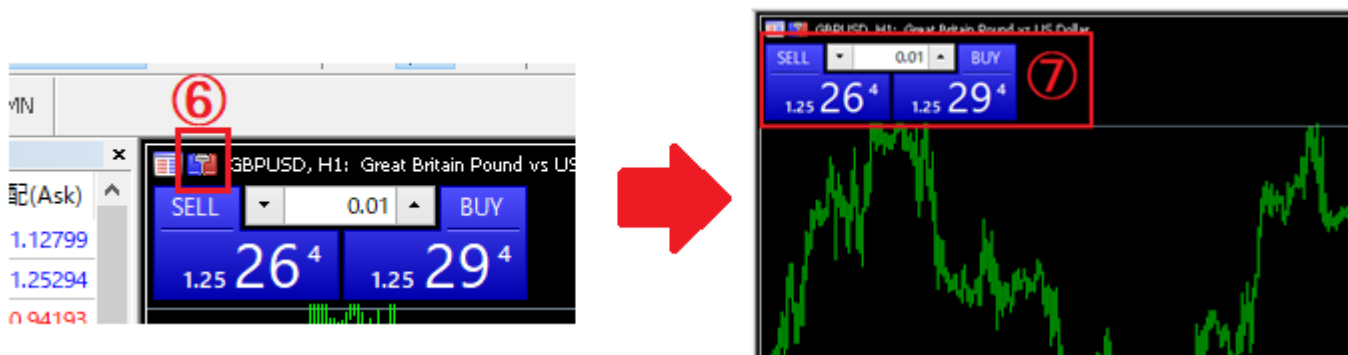 ⑥
MN
×
配(Ask)
1.12799
1.25294
0.94193
GBPUSD, H1: Great Britain Pound vs US
SELL 0.01 BUY
1.25 26 4 1.25 29 4
GBPUSD, H1: Great Britain Pound vs US Dollar
SELL 0.01 BUY
1.25 26 4 1.25 29 4
⑦